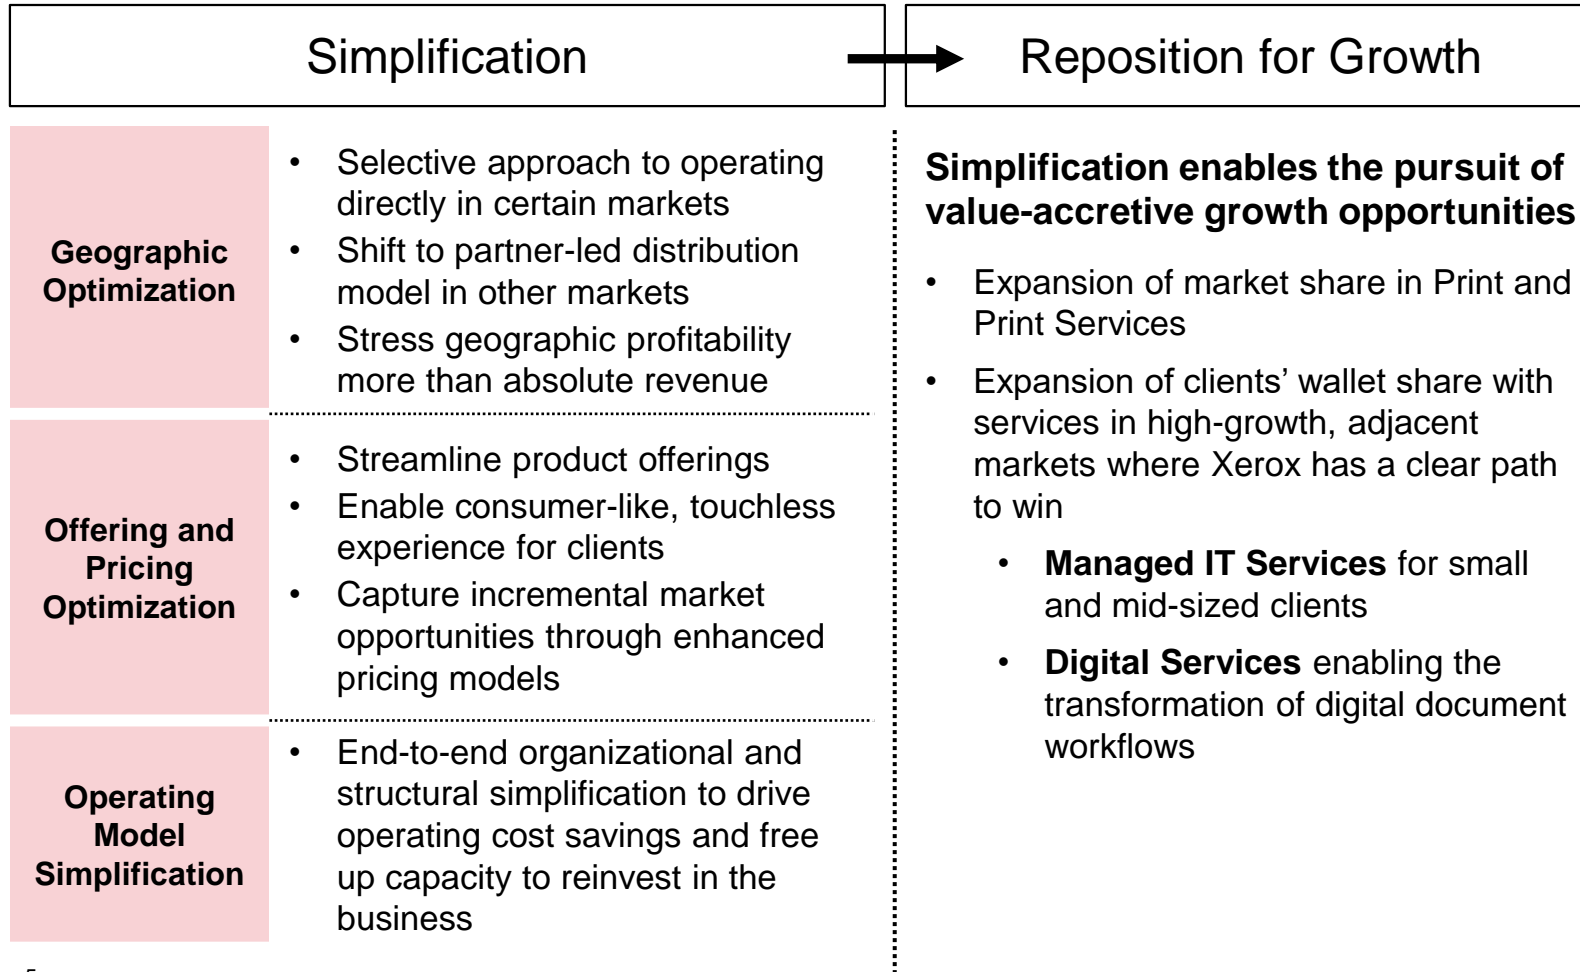 Simplification
Reposition for Growth
Geographic
Optimization
• Selective approach to operating
directly in certain markets
• Shift to partner-led distribution
model in other markets
• Stress geographic profitability
more than absolute revenue
Offering and
Pricing
Optimization
• Streamline product offerings
• Enable consumer-like, touchless
experience for clients
• Capture incremental market
opportunities through enhanced
pricing models
Operating
Model
Simplification
• End-to-end organizational and
structural simplification to drive
operating cost savings and free
up capacity to reinvest in the
business
Simplification enables the pursuit of
value-accretive growth opportunities
• Expansion of market share in Print and
Print Services
• Expansion of clients’ wallet share with
services in high-growth, adjacent
markets where Xerox has a clear path
to win
• Managed IT Services for small
and mid-sized clients
• Digital Services enabling the
transformation of digital document
workflows